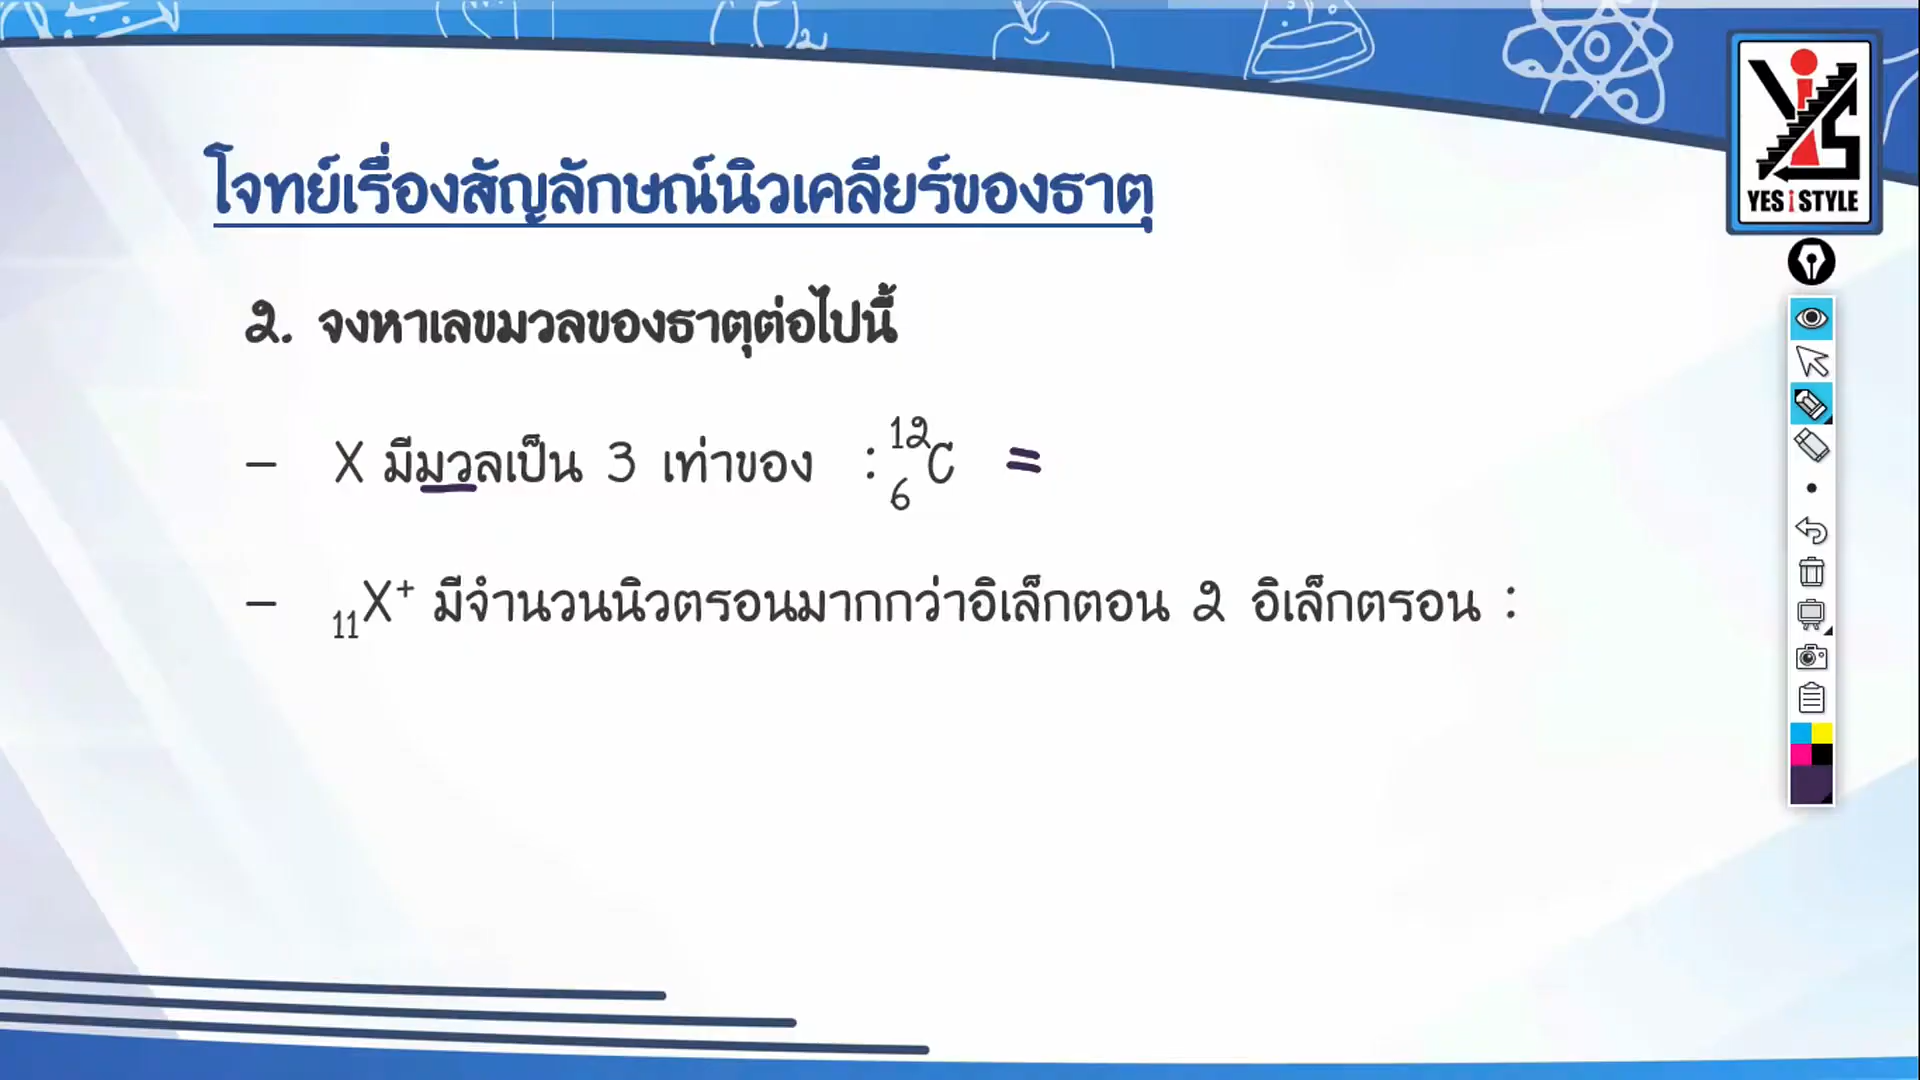 YES i STYLE
โจทย์เรื่องสัญลักษณ์นิวเคลียร์ของธาตุ
2. จงหาเลขมวลของธาตุต่อไปนี้
– X มีมวลเป็น 3 เท่าของ : ¹²₆C =
– ₁₁X⁺ มีจำนวนนิวตรอนมากกว่าอิเล็กตอน 2 อิเล็กตรอน :